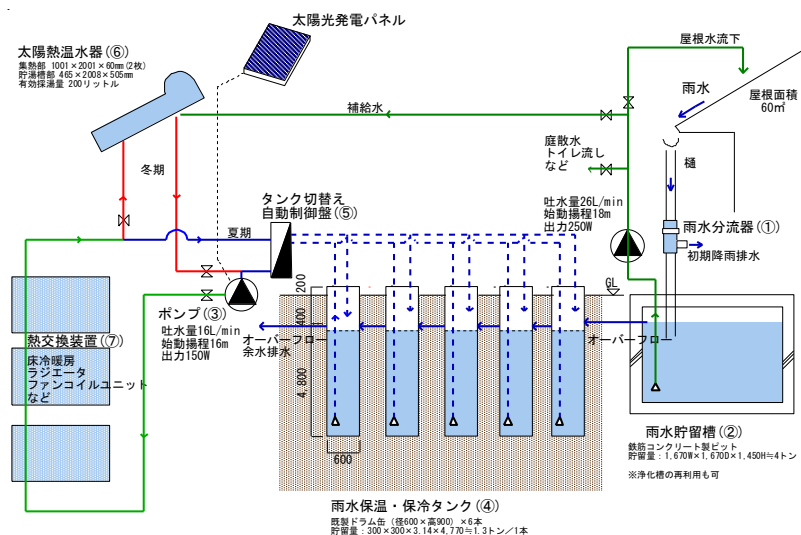 太陽光発電パネル
太陽熱温水器(⑥)
集熱部 1001×2001×60mm(2枚)
貯湯槽部 465×2008×505mm
有効採湯量 200リットル
屋根水流下
雨水
屋根面積
60㎡
補給水
庭散水
トイレ流し
など
樋
冬期
タンク切替え
自動制御盤(⑤)
夏期
吐水量26L/min
始動揚程18m
出力250W
雨水分流器(①)
初期降雨排水
GL
200
400
4,800
600
ポンプ(③)
吐水量16L/min
始動揚程16m
出力150W
オーバーフロー
余水排水
オーバーフロー
熱交換装置(⑦)
床冷暖房
ラジエータ
ファンコイルユニット
など
雨水貯留槽(②)
鉄筋コンクリート製ピット
貯留量:1,670W×1,670D×1,450H≒4トン
※浄化槽の再利用も可
雨水保温・保冷タンク(④)
既製ドラム缶(径600×高900)×6本
貯留量:300×300×3.14×4,770≒1.3トン/1本